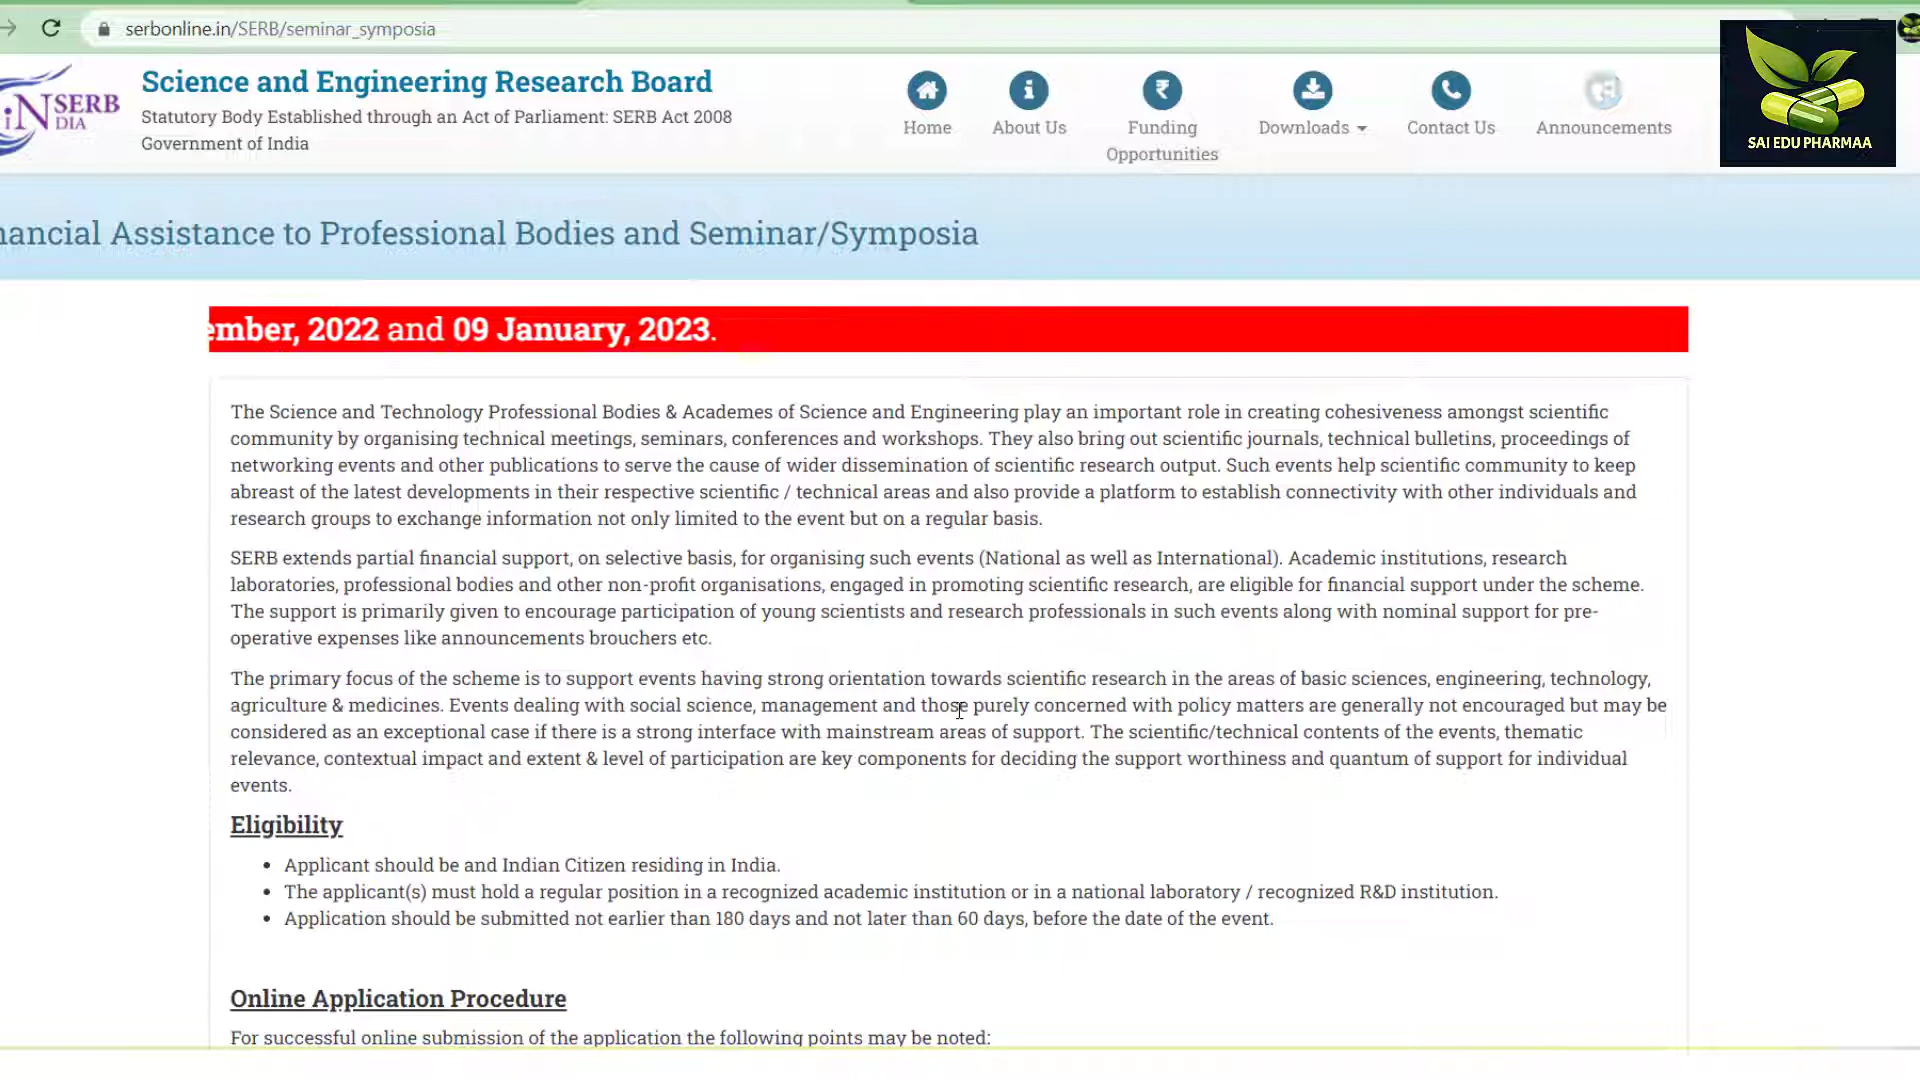 serbonline.in/SERB/seminar_symposia
Science and Engineering Research Board
Statutory Body Established through an Act of Parliament: SERB Act 2008
Government of India
iN SERB
DIA
Home
About Us
Funding
Opportunities
Downloads
Contact Us
Announcements
SAI EDU PHARMAA
nancial Assistance to Professional Bodies and Seminar/Symposia
ember, 2022 and 09 January, 2023.
The Science and Technology Professional Bodies & Academes of Science and Engineering play an important role in creating cohesiveness amongst scientific
community by organising technical meetings, seminars, conferences and workshops. They also bring out scientific journals, technical bulletins, proceedings of
networking events and other publications to serve the cause of wider dissemination of scientific research output. Such events help scientific community to keep
abreast of the latest developments in their respective scientific / technical areas and also provide a platform to establish connectivity with other individuals and
research groups to exchange information not only limited to the event but on a regular basis.
SERB extends partial financial support, on selective basis, for organising such events (National as well as International). Academic institutions, research
laboratories, professional bodies and other non-profit organisations, engaged in promoting scientific research, are eligible for financial support under the scheme.
The support is primarily given to encourage participation of young scientists and research professionals in such events along with nominal support for pre-
operative expenses like announcements brouchers etc.
The primary focus of the scheme is to support events having strong orientation towards scientific research in the areas of basic sciences, engineering, technology,
agriculture & medicines. Events dealing with social science, management and those purely concerned with policy matters are generally not encouraged but may be
considered as an exceptional case if there is a strong interface with mainstream areas of support. The scientific/technical contents of the events, thematic
relevance, contextual impact and extent & level of participation are key components for deciding the support worthiness and quantum of support for individual
events.
Eligibility
• Applicant should be and Indian Citizen residing in India.
• The applicant(s) must hold a regular position in a recognized academic institution or in a national laboratory / recognized R&D institution.
• Application should be submitted not earlier than 180 days and not later than 60 days, before the date of the event.
Online Application Procedure
For successful online submission of the application the following points may be noted: